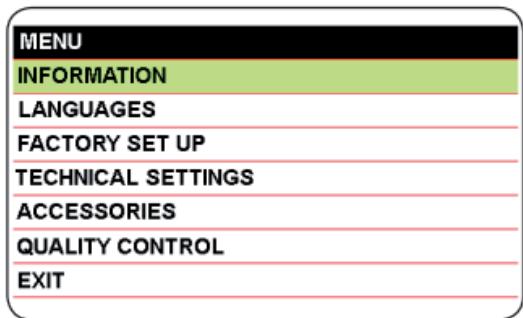 MENU
INFORMATION
LANGUAGES
FACTORY SET UP
TECHNICAL SETTINGS
ACCESSORIES
QUALITY CONTROL
EXIT